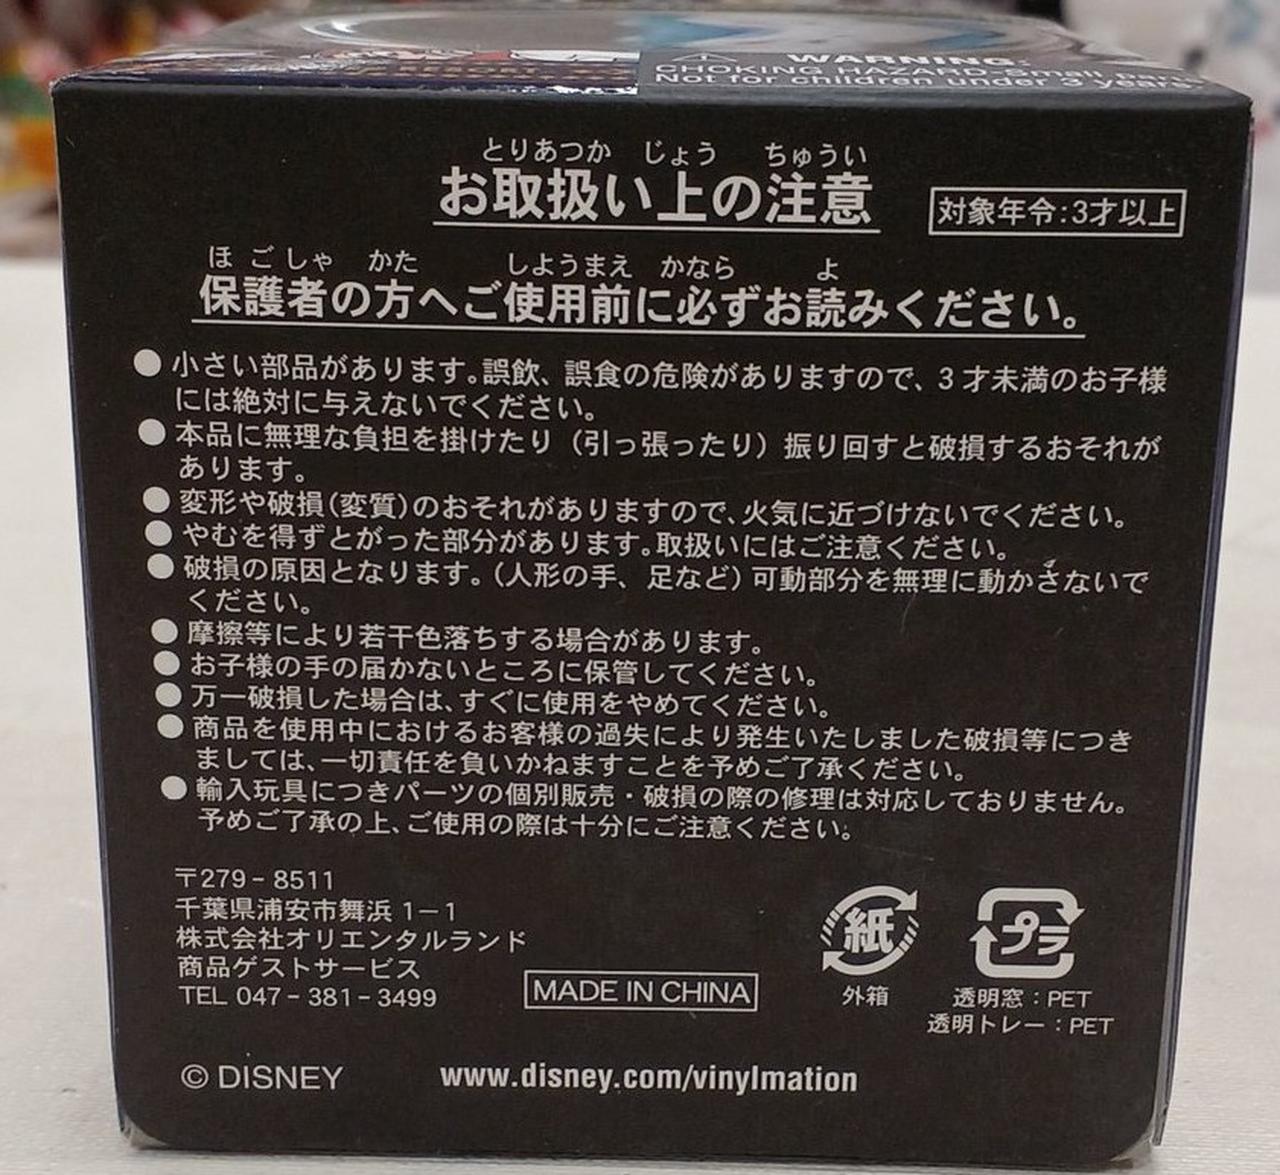 WARNING:
CHOKING HAZARD-Small par
Not for children under 3 years.
とりあつか じょう ちゅうい
お取扱い上の注意
対象年令:3才以上
ほごしゃ かた しようまえ かなら よ
保護者の方へご使用前に必ずお読みください。
●小さい部品があります。誤飲、誤食の危険がありますので、3才未満のお子様
には絶対に与えないでください。
●本品に無理な負担を掛けたり（引っ張ったり）振り回すと破損するおそれが
あります。
●変形や破損(変質)のおそれがありますので、火気に近づけないでください。
●やむを得ずとがった部分があります。取扱いにはご注意ください。
●破損の原因となります。(人形の手、足など)可動部分を無理に動かさないで
ください。
●摩擦等により若干色落ちする場合があります。
●お子様の手の届かないところに保管してください。
●万一破損した場合は、すぐに使用をやめてください。
●商品を使用中におけるお客様の過失により発生いたしました破損等につき
ましては、一切責任を負いかねますことを予めご了承ください。
●輸入玩具につきパーツの個別販売・破損の際の修理は対応しておりません。
予めご了承の上、ご使用の際は十分にご注意ください。
〒279-8511
千葉県浦安市舞浜1-1
株式会社オリエンタルランド
商品ゲストサービス
TEL 047-381-3499
MADE IN CHINA
紙
外箱
プラ
透明窓：PET
透明トレー：PET
© DISNEY
www.disney.com/vinylmation